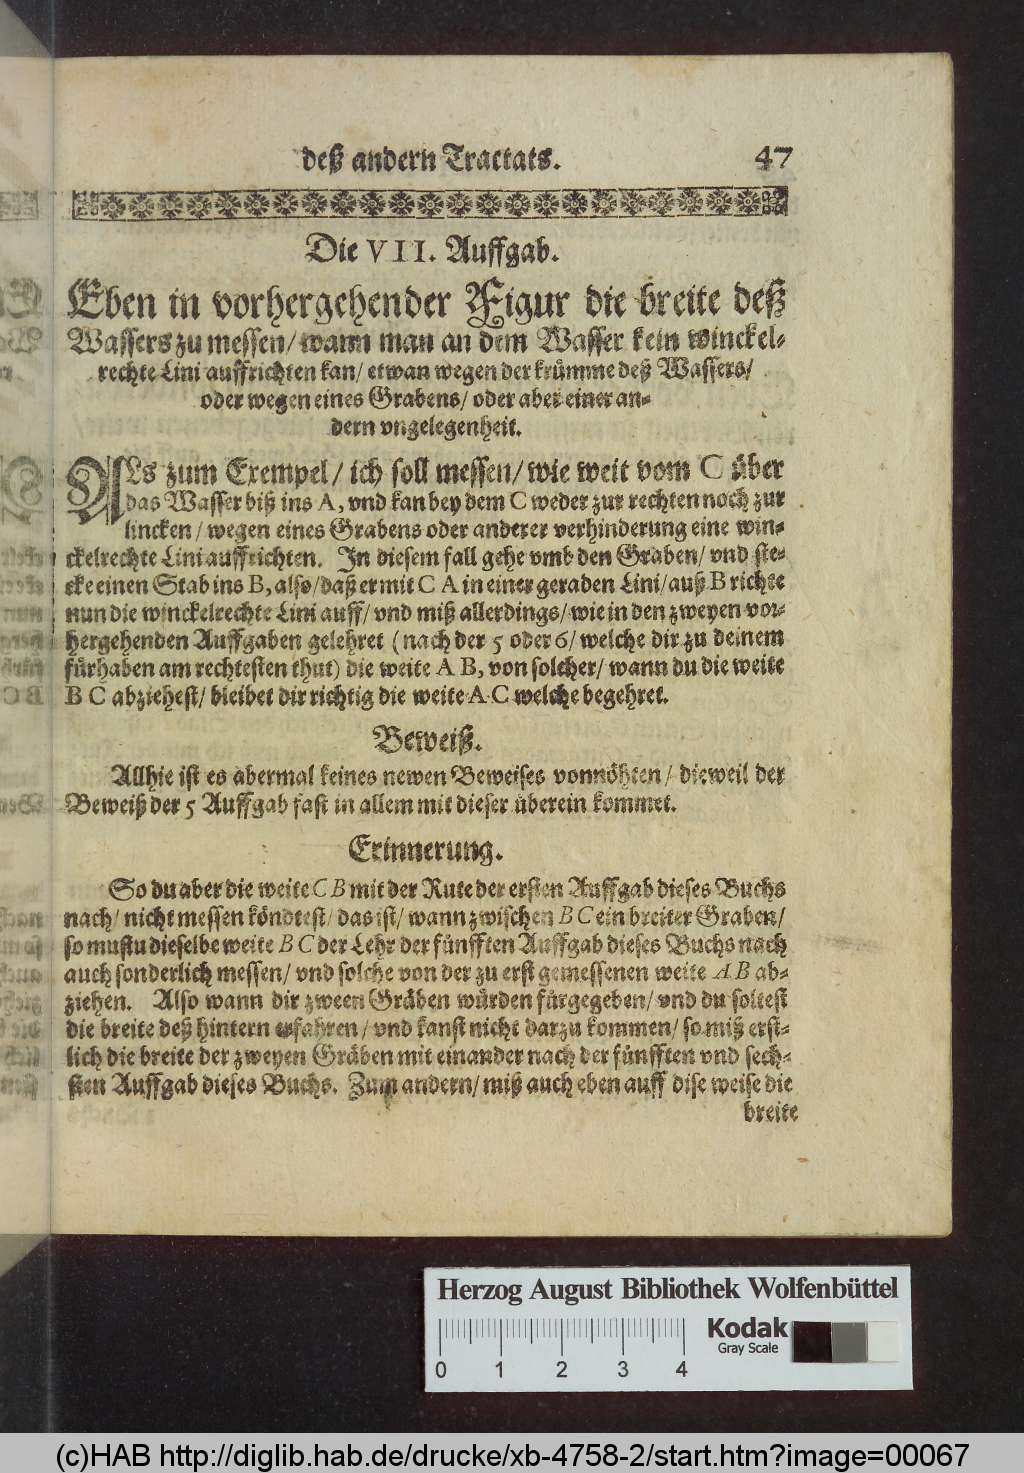 deß andern Tractats. 47
Die VII. Auffgab.
Eben in vorhergehender Figur die breite deß
Wassers zu messen/ wann man an dem Wasser kein winckel-
rechte Lini auffrichten kan/ etwan wegen der krümme deß Wassers/
oder wegen eines Grabens/ oder aber einer an-
dern vngelegenheit.
ALs zum Exempel/ ich soll messen/ wie weit vom C über
das Wasser biß ins A, vnd kan bey dem C weder zur rechten noch zur
lincken/ wegen eines Grabens oder anderer verhinderung eine win-
ckelrechte Lini auffrichten. In diesem fall gehe vmb den Graben/ vnd ste-
cke einen Stab ins B, also/ daß er mit C A in einer geraden Lini/ auß B richte
nun die winckelrechte Lini auff/ vnd miß allerdings/ wie in den zweyen vor-
hergehenden Auffgaben gelehret (nach der 5 oder 6/ welche dir zu deinem
fürhaben am rechtesten thut) die weite A B, von solcher/ wann du die weite
B C abziehest/ bleibet dir richtig die weite A C welche begehret.
Beweiß.
Allhie ist es abermal keines newen Beweises vonnöhten/ dieweil der
Beweiß der 5 Auffgab fast in allem mit dieser überein kommet.
Erinnerung.
So du aber die weite C B mit der Rute der ersten Auffgab dieses Buchs
nach/ nicht messen köndtest/ das ist/ wann zwischen B C ein breiter Graben/
so mustu dieselbe weite B C der Lehr der fünfften Auffgab dieses Buchs nach
auch sonderlich messen/ vnd solche von der zu erst gemessenen weite A B ab-
ziehen. Also wann dir zween Gräben würden fürgegeben/ vnd du soltest
die breite deß hintern erfahren/ vnd kanst nicht darzu kommen/ so miß erst-
lich die breite der zweyen Gräben mit einander nach der fünfften vnd sech-
sten Auffgab dieses Buchs. Zum andern/ miß auch eben auff dise weise die
breite
Herzog August Bibliothek Wolfenbüttel
Kodak
Gray Scale
0 1 2 3 4
(c)HAB http://diglib.hab.de/drucke/xb-4758-2/start.htm?image=00067